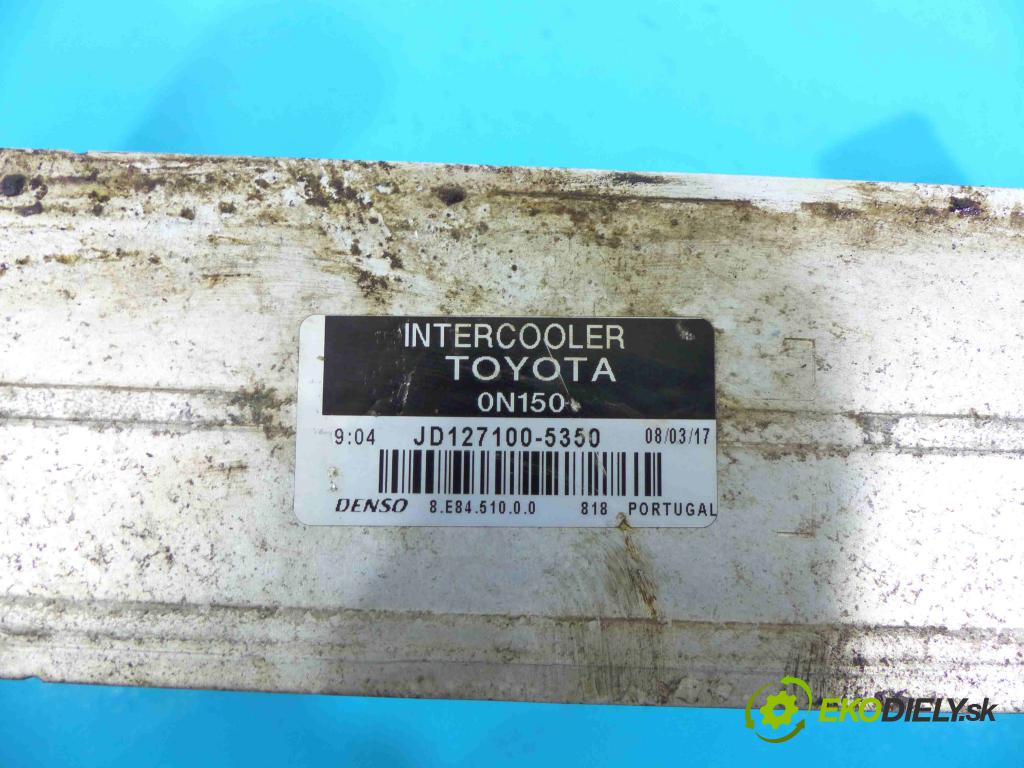 INTERCOOLER
TOYOTA
0N150
9:04 JD127100-5350 08/03/17
DENSO 8.E84.510.0.0 818 PORTUGAL
EKODIELY.sk